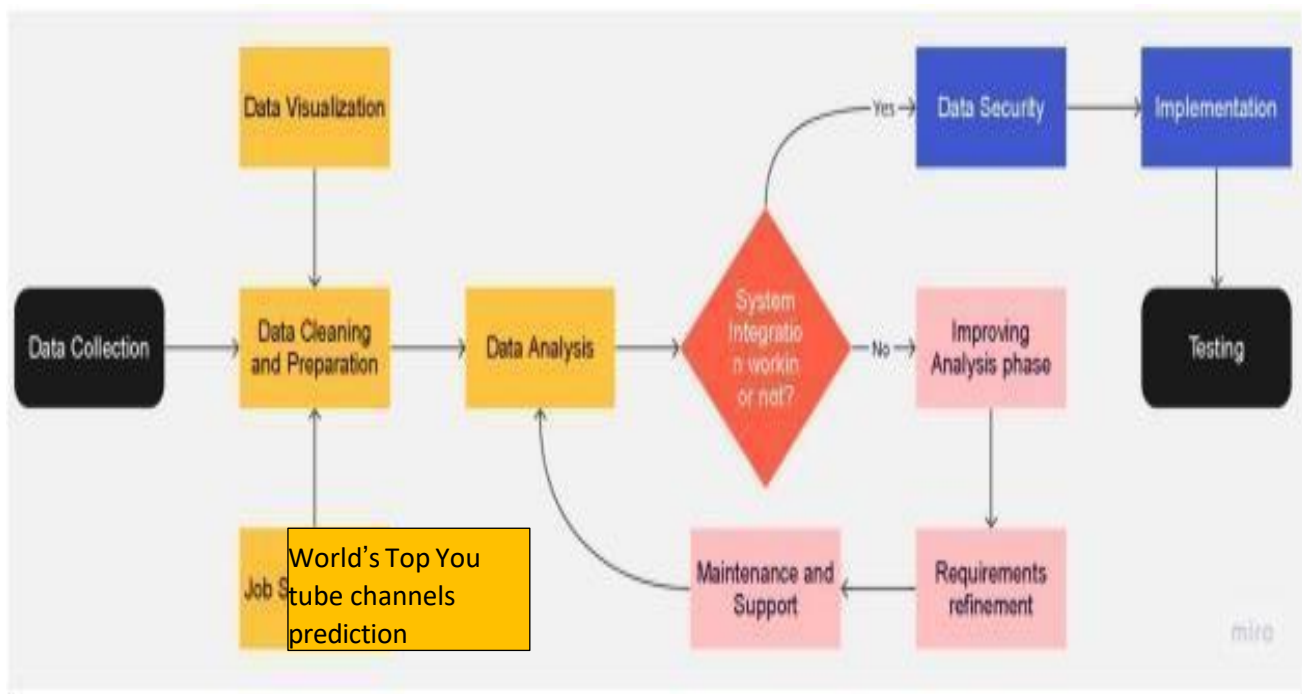 Data Visualization
Yes
Data Security
Implementation
Data Collection
Data Cleaning
and Preparation
Data Analysis
System
Integratio
n workin
or not?
No
Improving
Analysis phase
Testing
Job
World’s Top You
tube channels
prediction
Maintenance and
Support
Requirements
refinement
miro